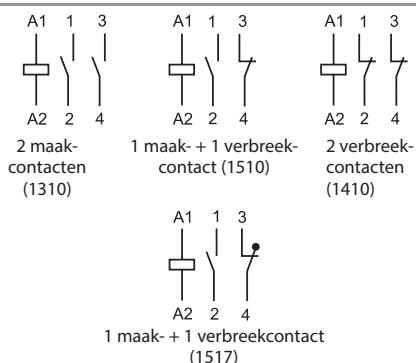 A1 1 3
A2 2 4
2 maak-
contacten
(1310)
A1 1 3
A2 2 4
1 maak- + 1 verbreek-
contact (1510)
A1 1 3
A2 2 4
2 verbreek-
contacten
(1410)
A1 1 3
A2 2 4
1 maak- + 1 verbreekcontact
(1517)